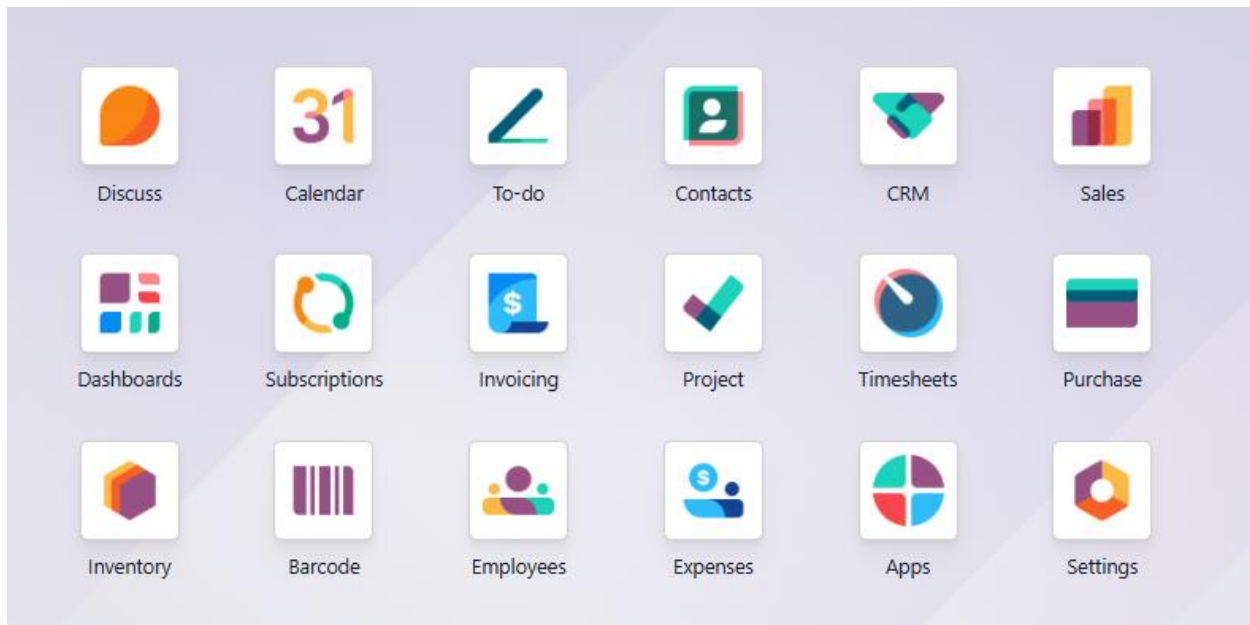 31
Discuss
Calendar
To-do
Contacts
CRM
Sales
$
Dashboards
Subscriptions
Invoicing
Project
Timesheets
Purchase
$
Inventory
Barcode
Employees
Expenses
Apps
Settings